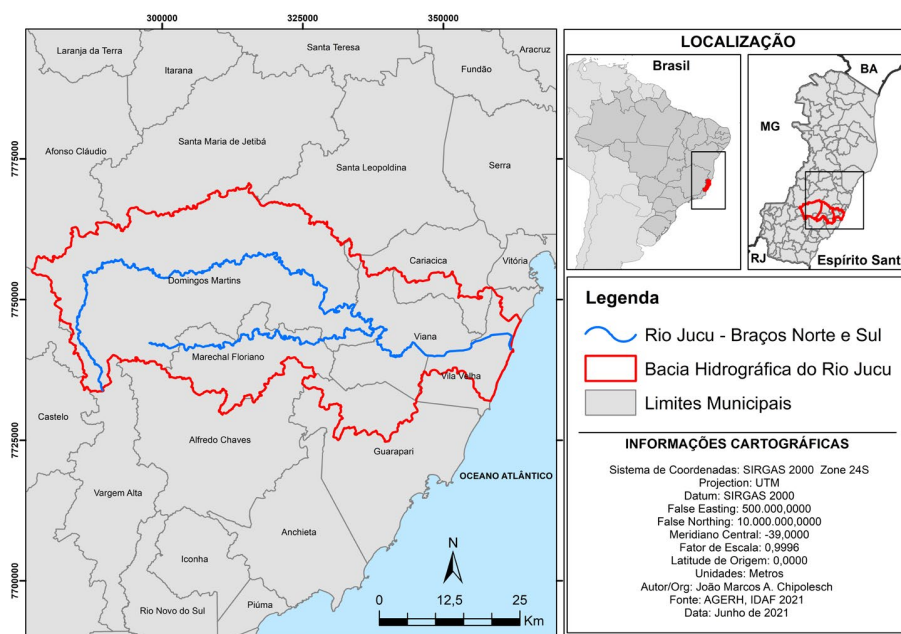 300000
325000
350000
Laranja da Terra
Santa Teresa
Aracruz
Itarana
Fundão
Santa Maria de Jetibá
7775000
Afonso Cláudio
Santa Leopoldina
Serra
Cariacica
Vitória
Domingos Martins
7750000
Viana
Marechal Floriano
Vila Velha
Castelo
7725000
Alfredo Chaves
Guarapari
OCEANO ATLÂNTICO
Vargem Alta
Anchieta
Iconha
N
7700000
Rio Novo do Sul
Piúma
0 12,5 25
Km
LOCALIZAÇÃO
Brasil
BA
MG
RJ
Espírito Sant
Legenda
Rio Jucu - Braços Norte e Sul
Bacia Hidrográfica do Rio Jucu
Limites Municipais
INFORMAÇÕES CARTOGRÁFICAS
Sistema de Coordenadas: SIRGAS 2000 Zone 24S
Projection: UTM
Datum: SIRGAS 2000
False Easting: 500.000,0000
False Northing: 10.000.000,0000
Meridiano Central: -39,0000
Fator de Escala: 0,9996
Latitude de Origem: 0,0000
Unidades: Metros
Autor/Org: João Marcos A. Chipolesch
Fonte: AGERH, IDAF 2021
Data: Junho de 2021